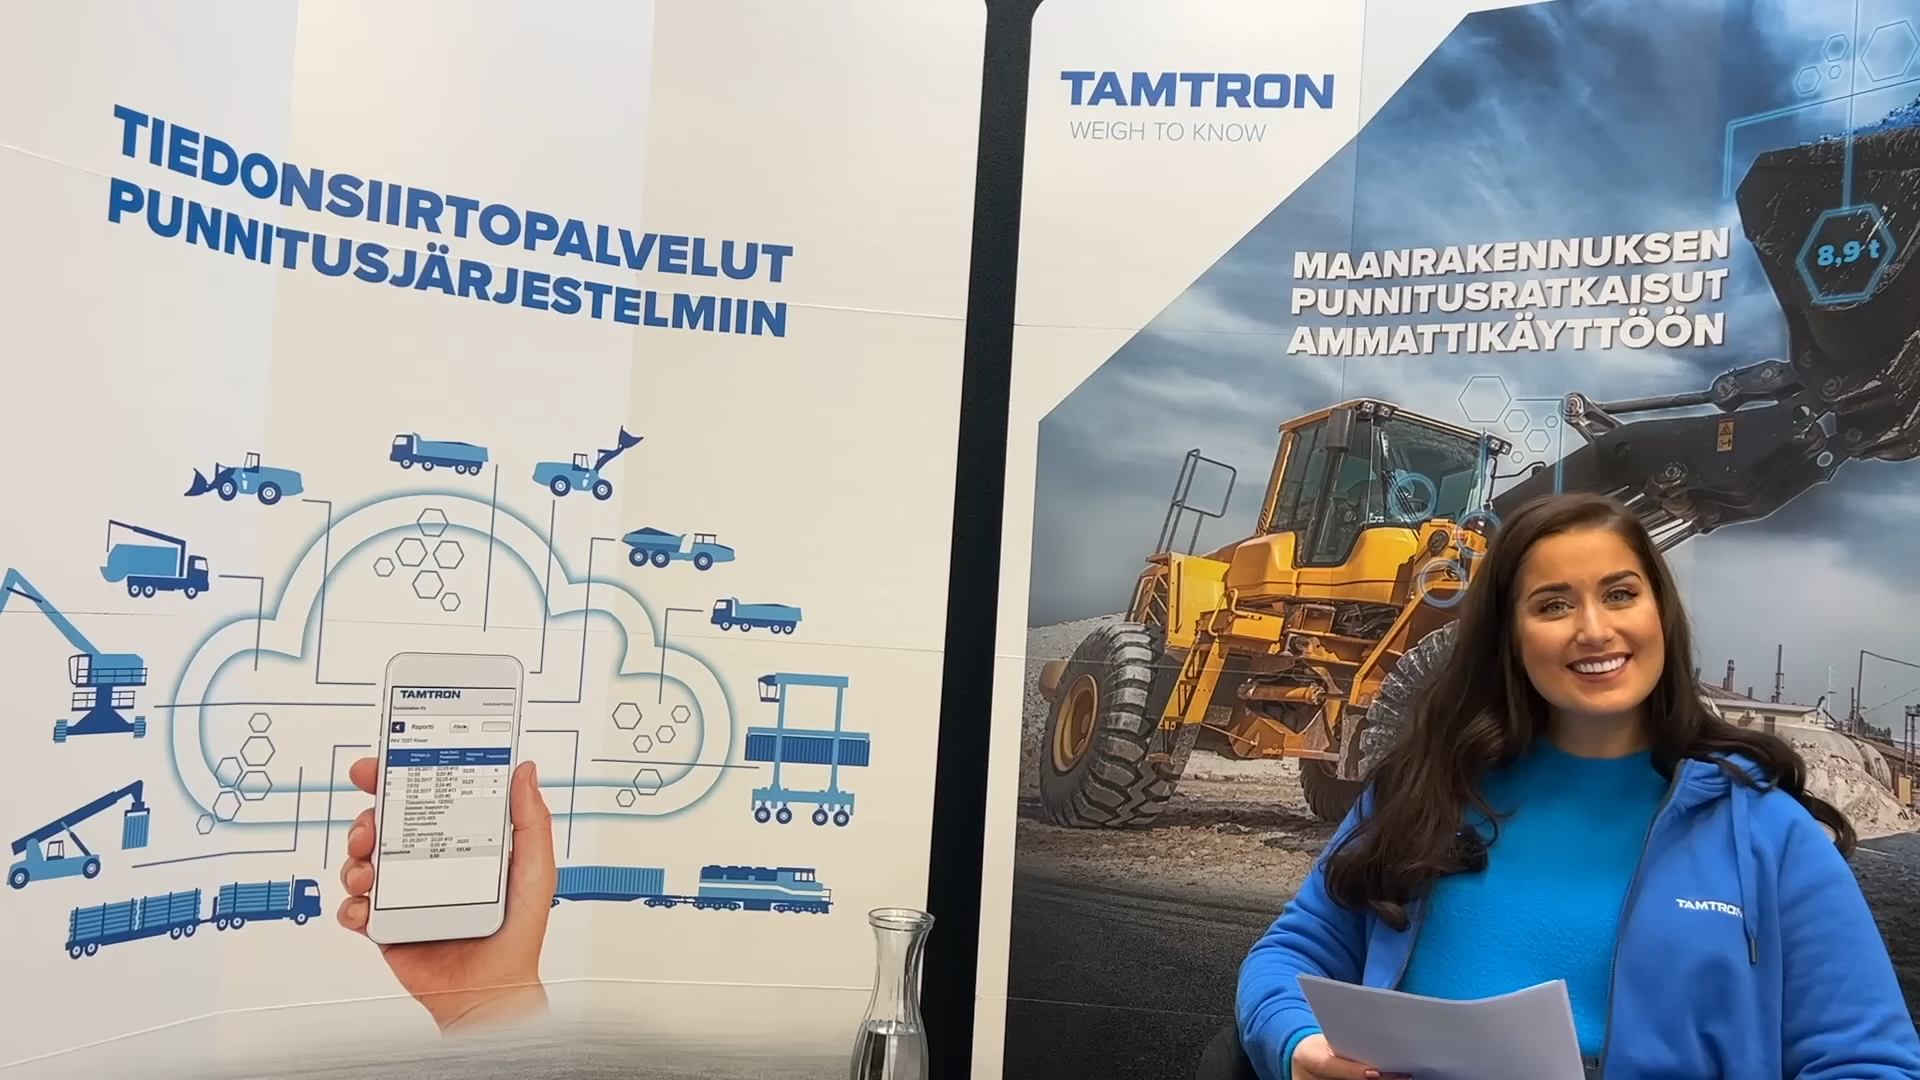 TIEDONSIIRTOPALVELUT
PUNNITUSJÄRJESTELMIIN
TAMTRON
Raportti
TAMTRON
WEIGH TO KNOW
MAANRAKENNUKSEN
PUNNITUSRATKAISUT
AMMATTIKÄYTTÖÖN
8,9 t
TAMTRON